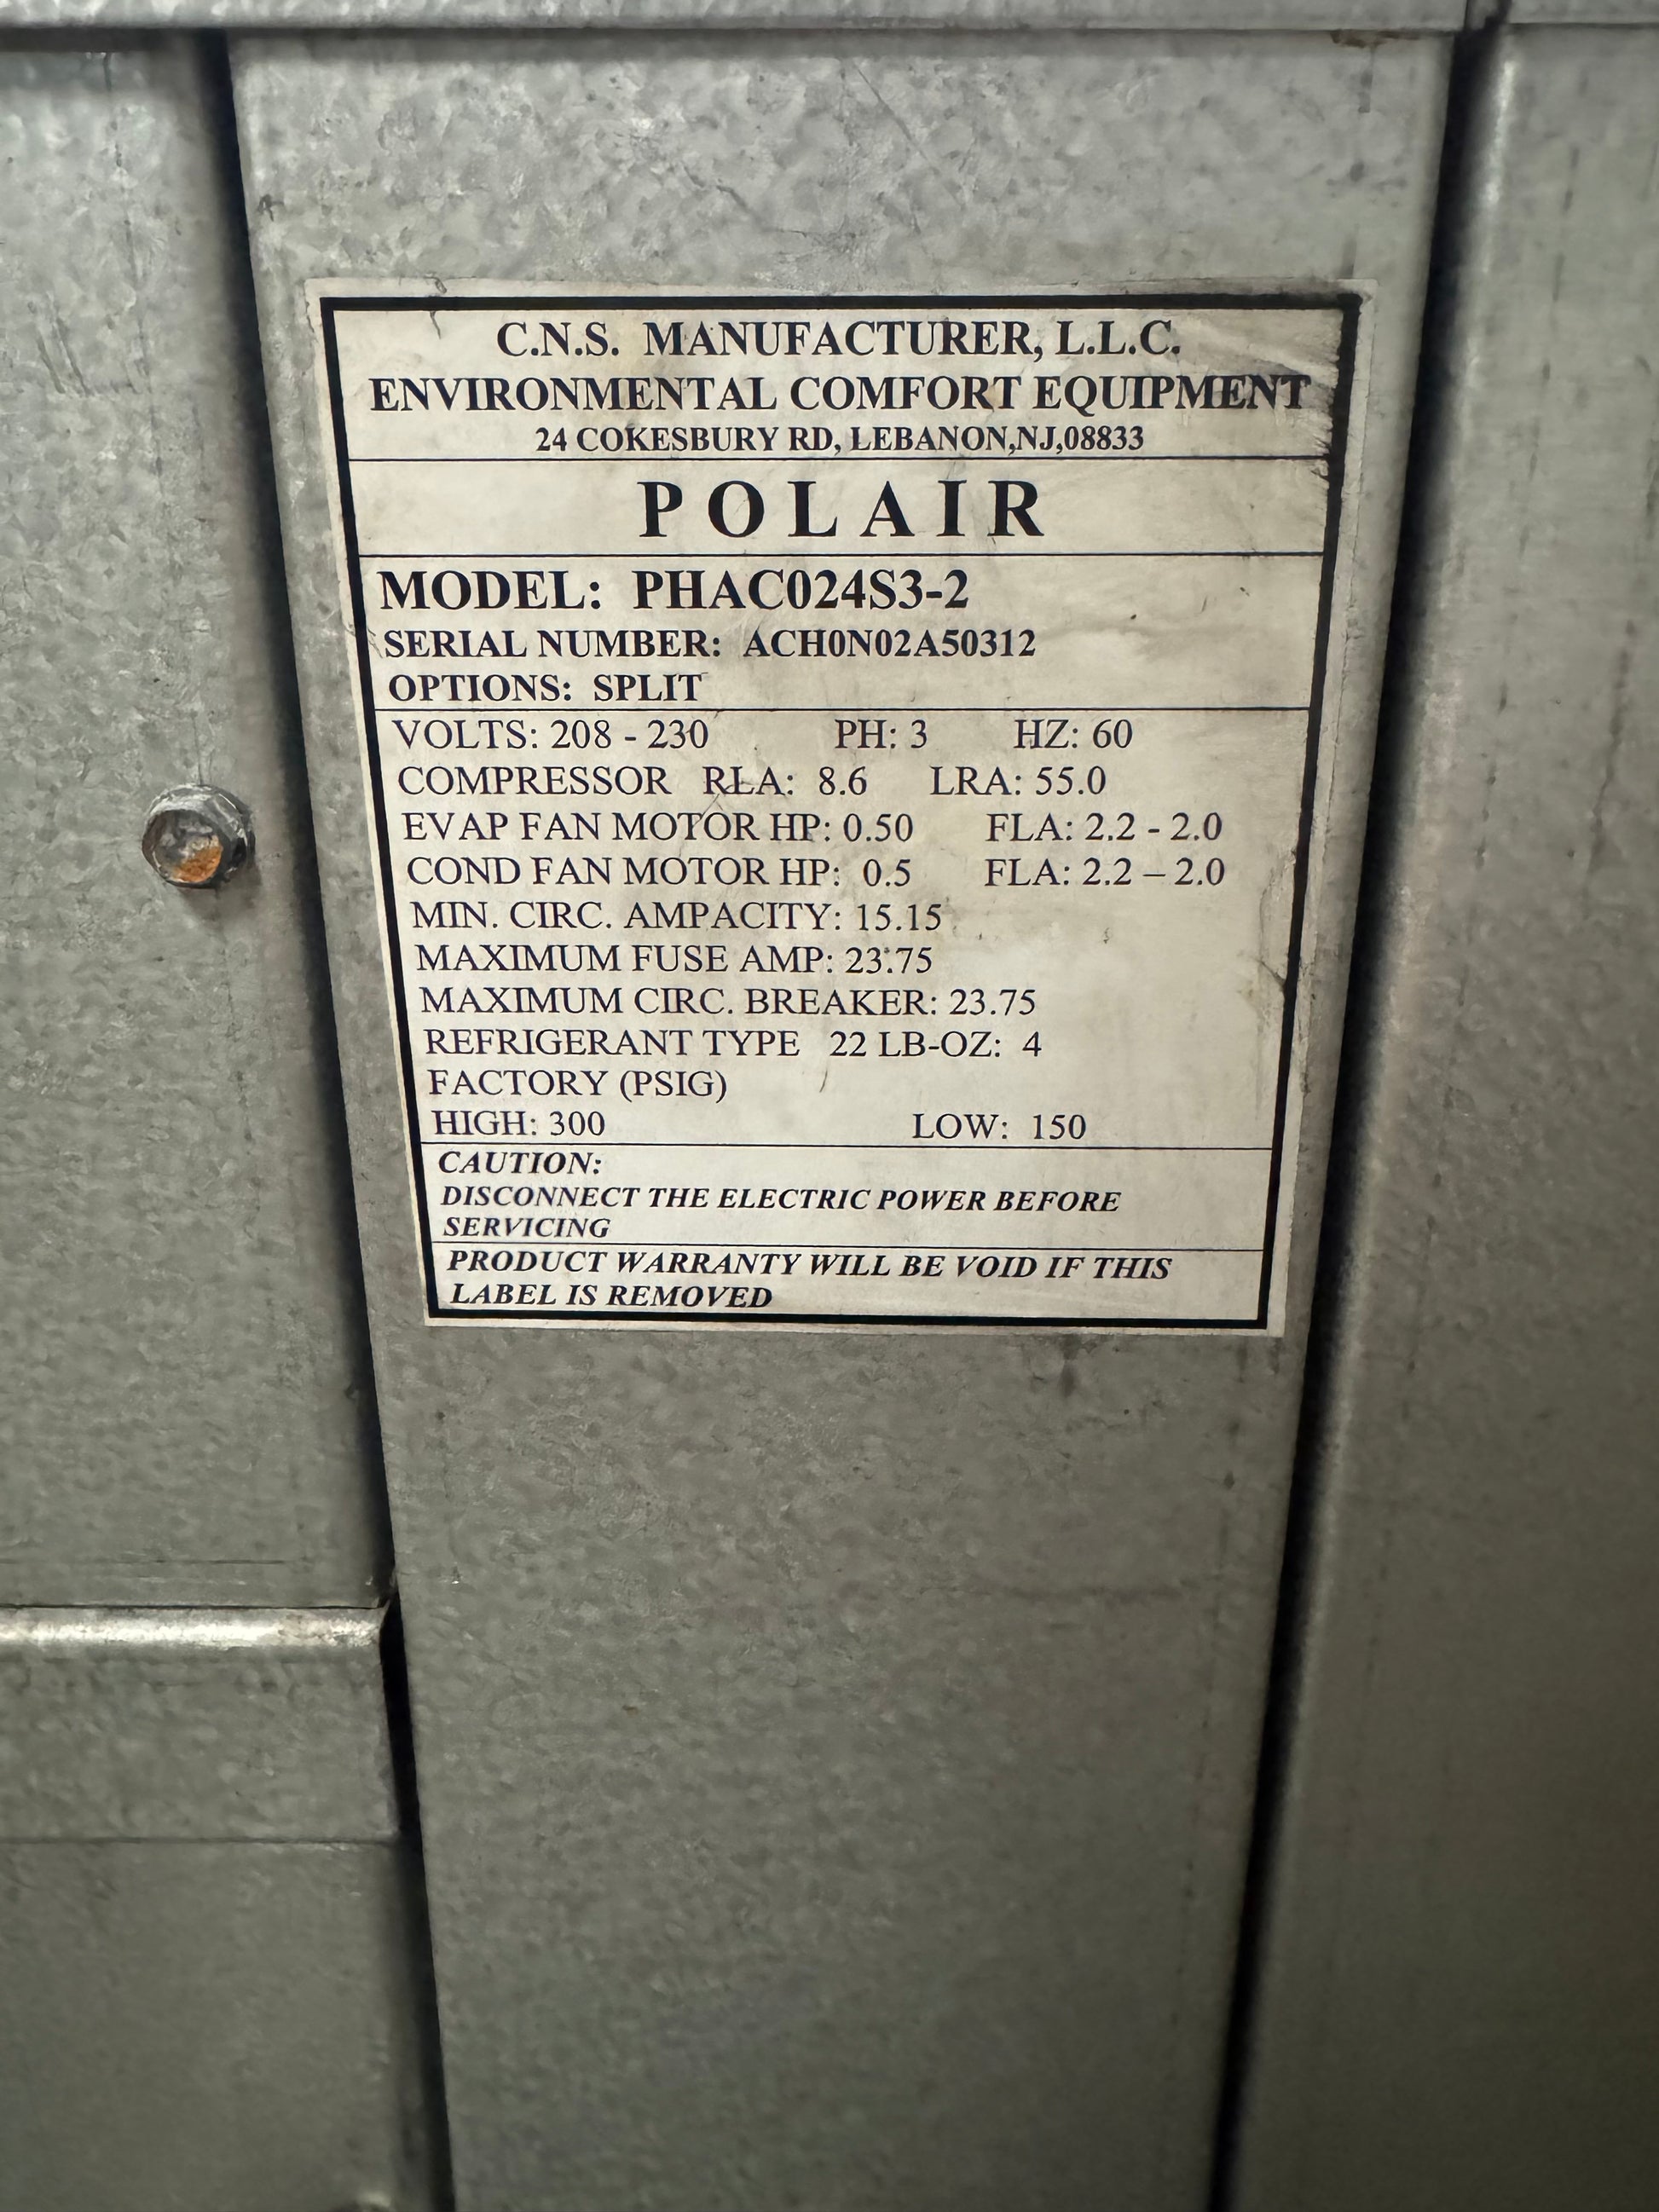 C.N.S. MANUFACTURER, L.L.C.
ENVIRONMENTAL COMFORT EQUIPMENT
24 COKESBURY RD, LEBANON,NJ,08833
POLAIR
MODEL: PHAC024S3-2
SERIAL NUMBER: ACH0N02A50312
OPTIONS: SPLIT
VOLTS: 208 - 230 PH: 3 HZ: 60
COMPRESSOR RLA: 8.6 LRA: 55.0
EVAP FAN MOTOR HP: 0.50 FLA: 2.2 - 2.0
COND FAN MOTOR HP: 0.5 FLA: 2.2 – 2.0
MIN. CIRC. AMPACITY: 15.15
MAXIMUM FUSE AMP: 23.75
MAXIMUM CIRC. BREAKER: 23.75
REFRIGERANT TYPE 22 LB-OZ: 4
FACTORY (PSIG)
HIGH: 300 LOW: 150
CAUTION:
DISCONNECT THE ELECTRIC POWER BEFORE
SERVICING
PRODUCT WARRANTY WILL BE VOID IF THIS
LABEL IS REMOVED